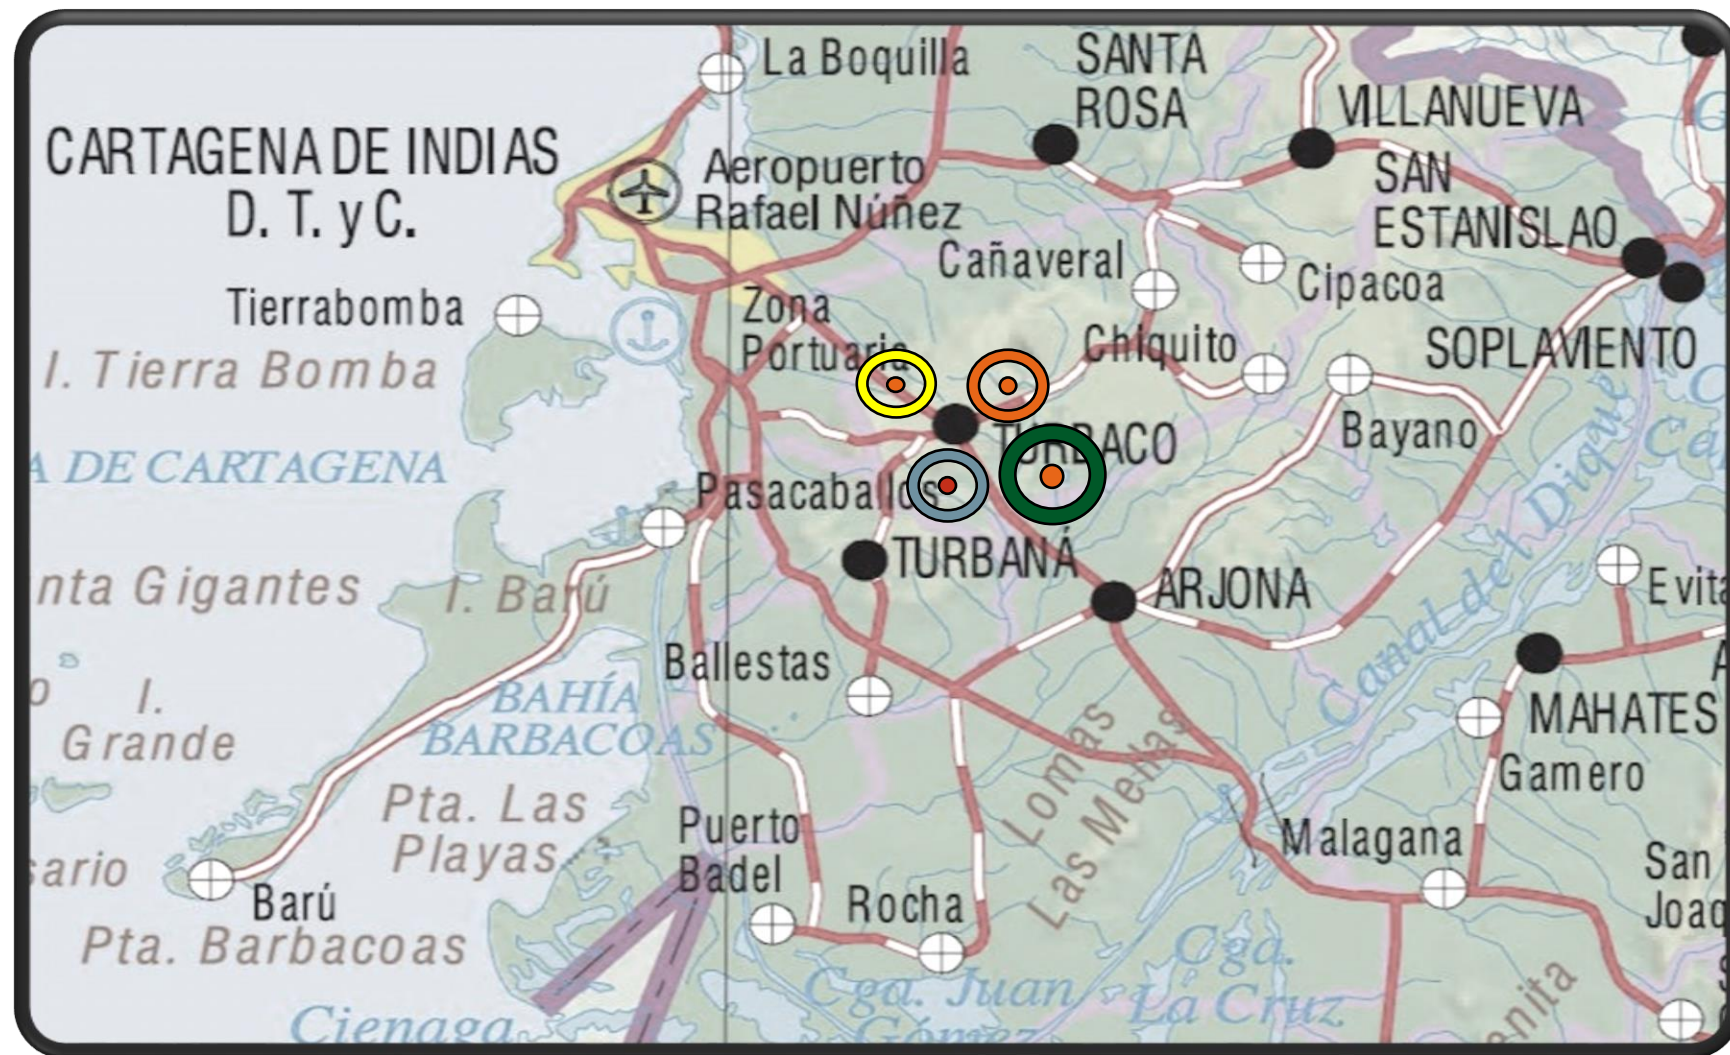 La Boquilla
SANTA
ROSA
VILLANUEVA
CARTAGENA DE INDIAS
D. T. y C.
Aeropuerto
Rafael Núñez
SAN
ESTANISLAO
Cañaveral
Cipacoa
Tierrabomba
Zona
Portuaria
Chiquito
SOPLAVIENTO
I. Tierra Bomba
Bayano
TURBACO
A DE CARTAGENA
Pasacaballos
Canal del Dique
TURBANÁ
ARJONA
nta Gigantes
I. Barú
Evita
Ballestas
I.
Grande
BAHÍA
BARBACOAS
Lomas
Las Menas
MAHATES
Gamero
Pta. Las
Playas
Puerto
Badel
Malagana
San
Joaq
sario
Barú
Rocha
Pta. Barbacoas
Cga. Juan
Gómez
Cga.
La Cruz
enita
Cienaga